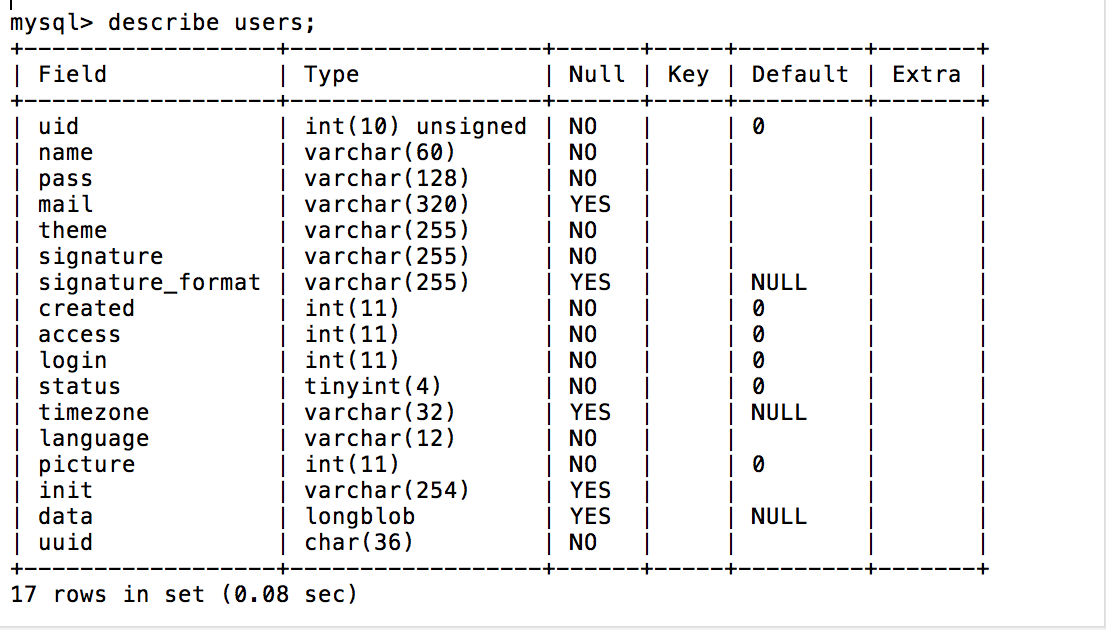 mysql> describe users;
+------------------+-------------------+------+-----+---------+-------+
| Field            | Type              | Null | Key | Default | Extra |
+------------------+-------------------+------+-----+---------+-------+
| uid              | int(10) unsigned  | NO   |     | 0       |       |
| name             | varchar(60)       | NO   |     |         |       |
| pass             | varchar(128)      | NO   |     |         |       |
| mail             | varchar(320)      | YES  |     |         |       |
| theme            | varchar(255)      | NO   |     |         |       |
| signature        | varchar(255)      | NO   |     |         |       |
| signature_format | varchar(255)      | YES  |     | NULL    |       |
| created          | int(11)           | NO   |     | 0       |       |
| access           | int(11)           | NO   |     | 0       |       |
| login            | int(11)           | NO   |     | 0       |       |
| status           | tinyint(4)        | NO   |     | 0       |       |
| timezone         | varchar(32)       | YES  |     | NULL    |       |
| language         | varchar(12)       | NO   |     |         |       |
| picture          | int(11)           | NO   |     | 0       |       |
| init             | varchar(254)      | YES  |     |         |       |
| data             | longblob          | YES  |     | NULL    |       |
| uuid             | char(36)          | NO   |     |         |       |
+------------------+-------------------+------+-----+---------+-------+
17 rows in set (0.08 sec)